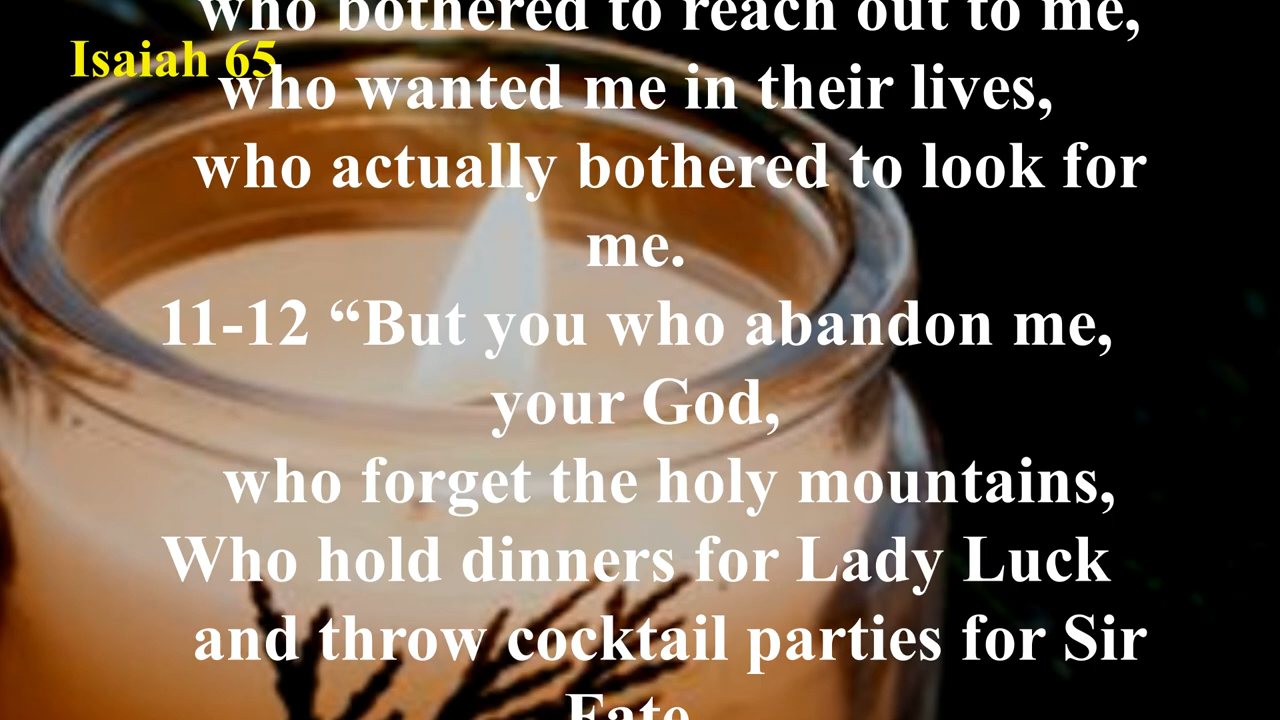 who bothered to reach out to me,
Isaiah 65
who wanted me in their lives,
who actually bothered to look for
me.
11-12 “But you who abandon me,
your God,
who forget the holy mountains,
Who hold dinners for Lady Luck
and throw cocktail parties for Sir
Fate